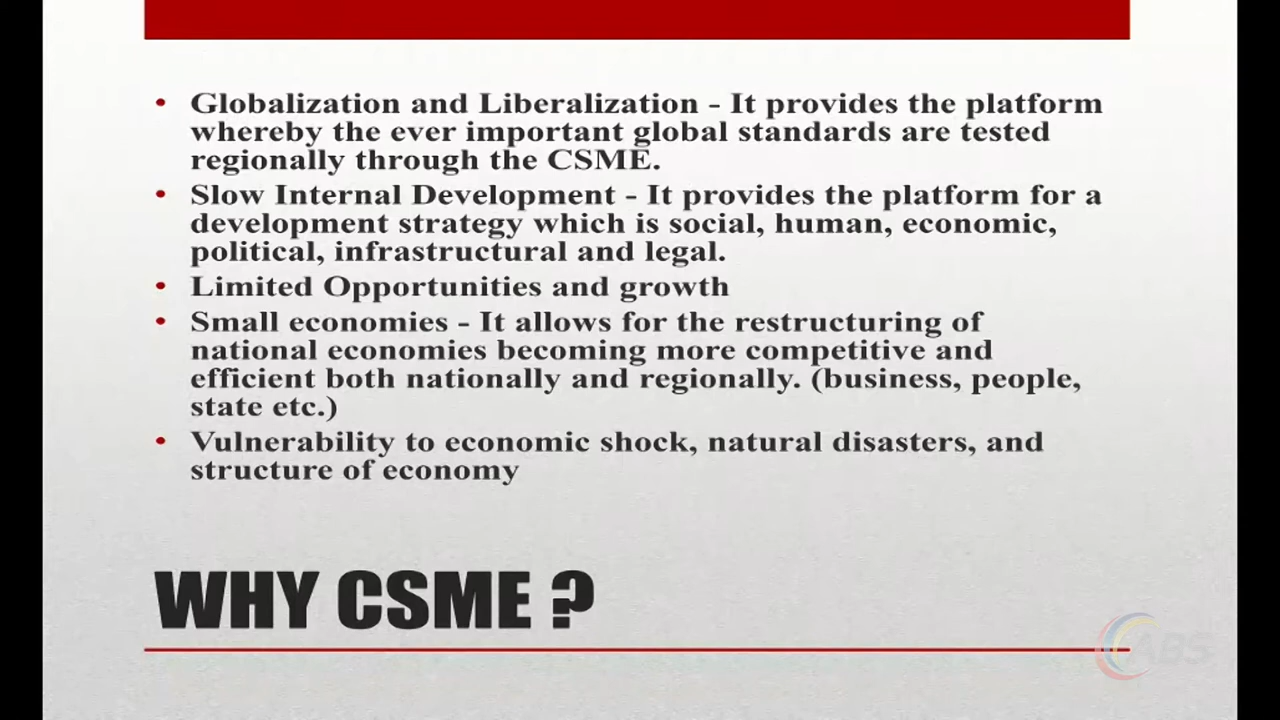 • Globalization and Liberalization - It provides the platform
whereby the ever important global standards are tested
regionally through the CSME.
• Slow Internal Development - It provides the platform for a
development strategy which is social, human, economic,
political, infrastructural and legal.
• Limited Opportunities and growth
• Small economies - It allows for the restructuring of
national economies becoming more competitive and
efficient both nationally and regionally. (business, people,
state etc.)
• Vulnerability to economic shock, natural disasters, and
structure of economy
WHY CSME ?
ABS